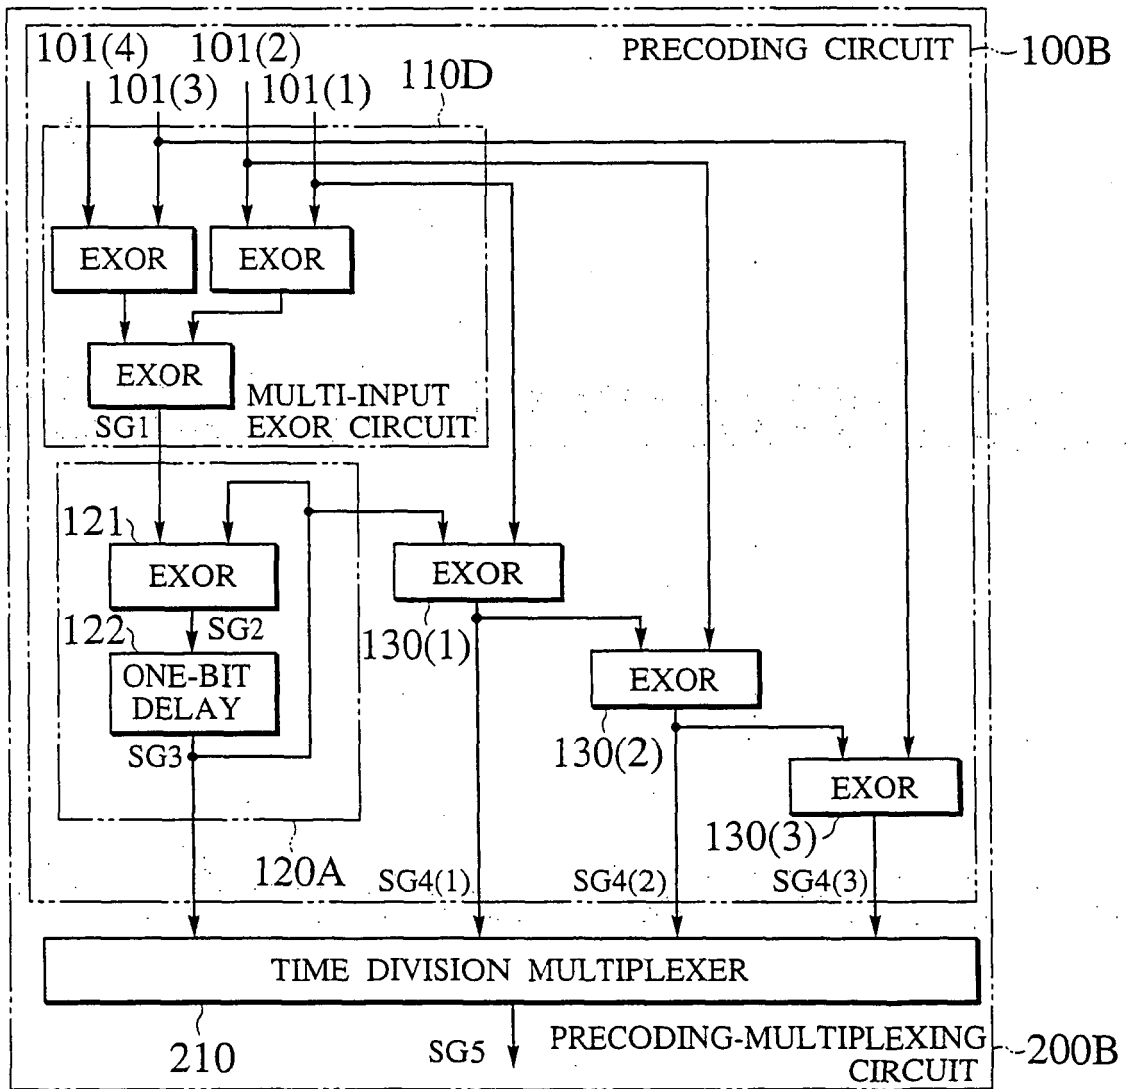 101(4)
101(2)
PRECODING CIRCUIT
100B
101(3)
101(1)
110D
EXOR
EXOR
EXOR
MULTI-INPUT
EXOR CIRCUIT
SG1
121
EXOR
EXOR
SG2
122
130(1)
ONE-BIT
DELAY
EXOR
SG3
130(2)
EXOR
130(3)
120A
SG4(1)
SG4(2)
SG4(3)
TIME DIVISION MULTIPLEXER
210
SG5
PRECODING-MULTIPLEXING
CIRCUIT
200B